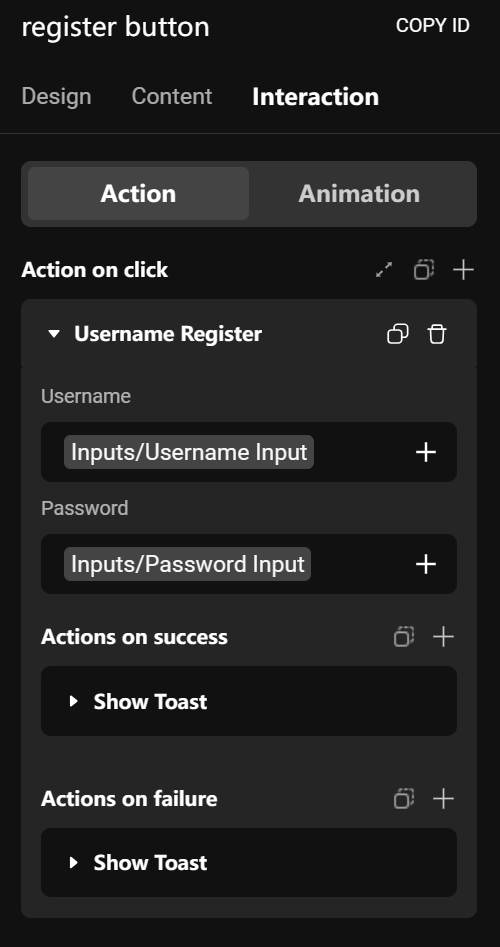 register button
COPY ID
Design Content Interaction
Action Animation
Action on click
Username Register
Username
Inputs/Username Input
Password
Inputs/Password Input
Actions on success
Show Toast
Actions on failure
Show Toast